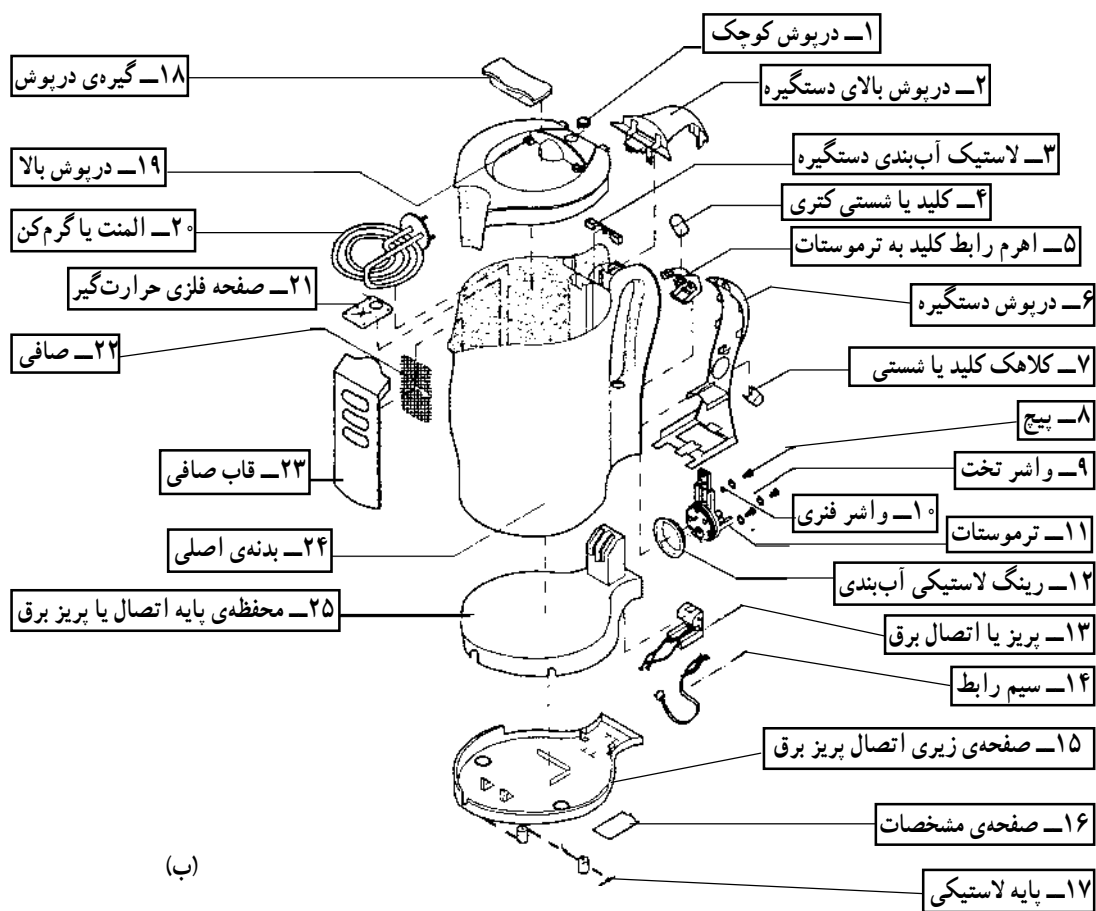 ۱ــ درپوش کوچک
۲ــ درپوش بالای دستگیره
۳ــ لاستیک آب‌بندی دستگیره
۴ــ کلید یا شستی کتری
۵ــ اهرم رابط کلید به ترموستات
۶ــ درپوش دستگیره
۷ــ کلاهک کلید یا شستی
۸ــ پیچ
۹ــ واشر تخت
۱۰ــ واشر فنری
۱۱ــ ترموستات
۱۲ــ رینگ لاستیکی آب‌بندی
۱۳ــ پریز یا اتصال برق
۱۴ــ سیم رابط
۱۵ــ صفحه‌ی زیری اتصال پریز برق
۱۶ــ صفحه‌ی مشخصات
۱۷ــ پایه لاستیکی
۱۸ــ گیره‌ی درپوش
۱۹ــ درپوش بالا
۲۰ــ المنت یا گرم‌کن
۲۱ــ صفحه فلزی حرارت‌گیر
۲۲ــ صافی
۲۳ــ قاب صافی
۲۴ــ بدنه‌ی اصلی
۲۵ــ محفظه‌ی پایه اتصال یا پریز برق
(ب)